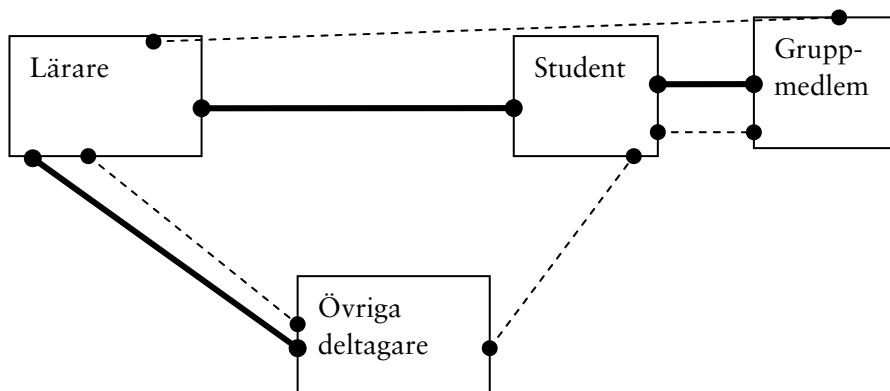 Lärare
Student
Grupp-
medlem
Övriga
deltagare